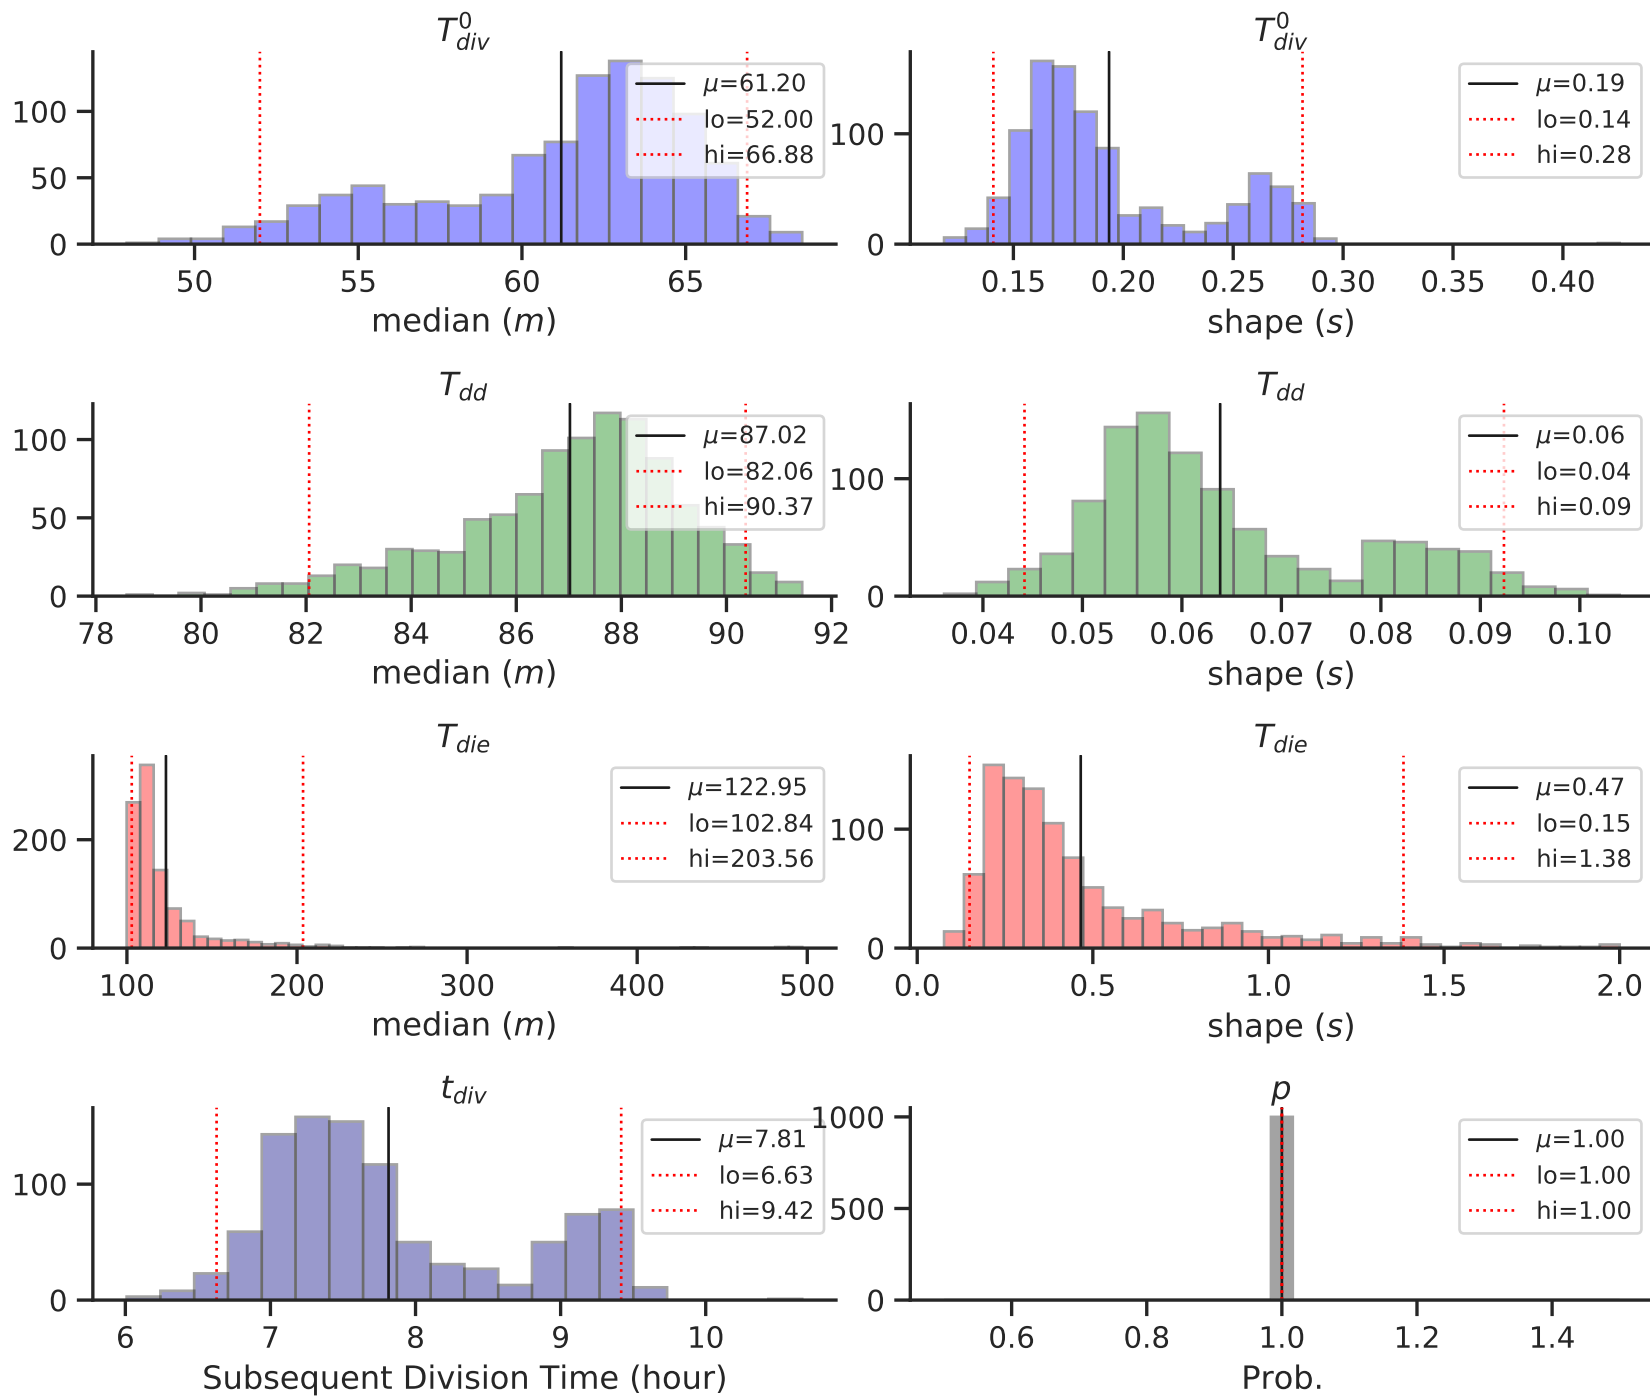 T⁰div
μ=61.20
lo=52.00
hi=66.88
100
50
0
50 55 60 65
median (m)
T⁰div
μ=0.19
lo=0.14
hi=0.28
100
0
0.15 0.20 0.25 0.30 0.35 0.40
shape (s)
Tdd
μ=87.02
lo=82.06
hi=90.37
100
50
0
78 80 82 84 86 88 90 92
median (m)
Tdd
μ=0.06
lo=0.04
hi=0.09
100
0
0.04 0.05 0.06 0.07 0.08 0.09 0.10
shape (s)
Tdie
μ=122.95
lo=102.84
hi=203.56
200
0
100 200 300 400 500
median (m)
Tdie
μ=0.47
lo=0.15
hi=1.38
100
0
0.0 0.5 1.0 1.5 2.0
shape (s)
tdiv
μ=7.81
lo=6.63
hi=9.42
100
0
6 7 8 9 10
Subsequent Division Time (hour)
p
μ=1.00
lo=1.00
hi=1.00
1000
500
0
0.6 0.8 1.0 1.2 1.4
Prob.